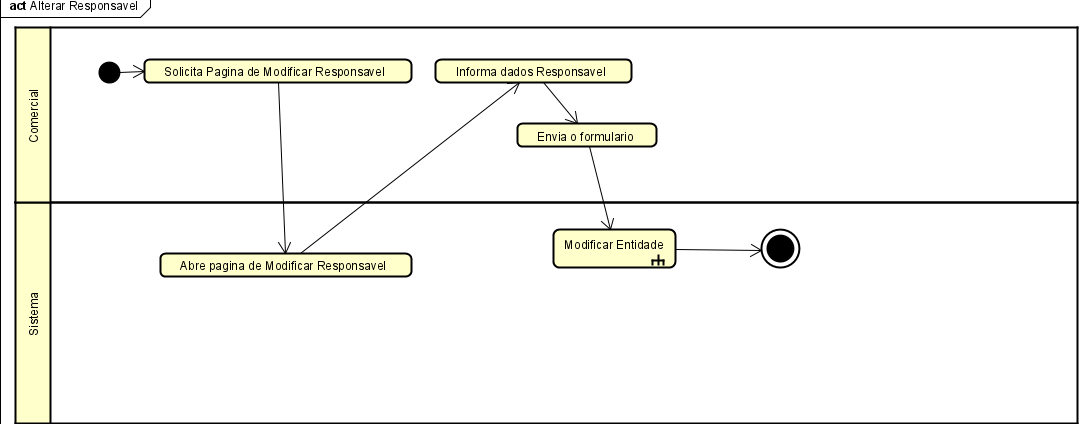 act Alterar Responsavel
Comercial
Solicita Pagina de Modificar Responsavel
Informa dados Responsavel
Envia o formulario
Sistema
Abre pagina de Modificar Responsavel
Modificar Entidade